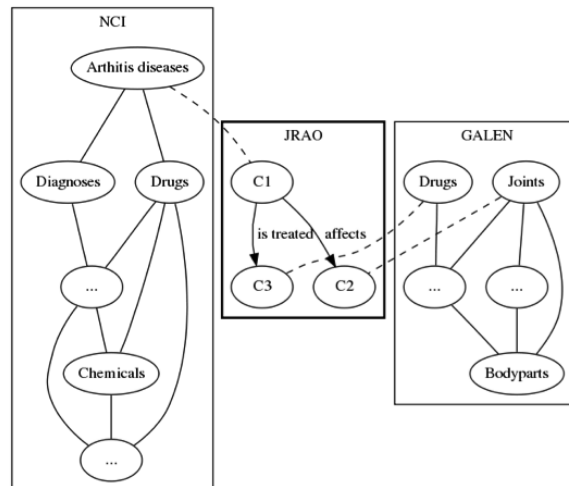 NCI
Arthitis diseases
Diagnoses
Drugs
...
Chemicals
...
JRAO
C1
is treated
affects
C3
C2
GALEN
Drugs
Joints
...
...
Bodyparts